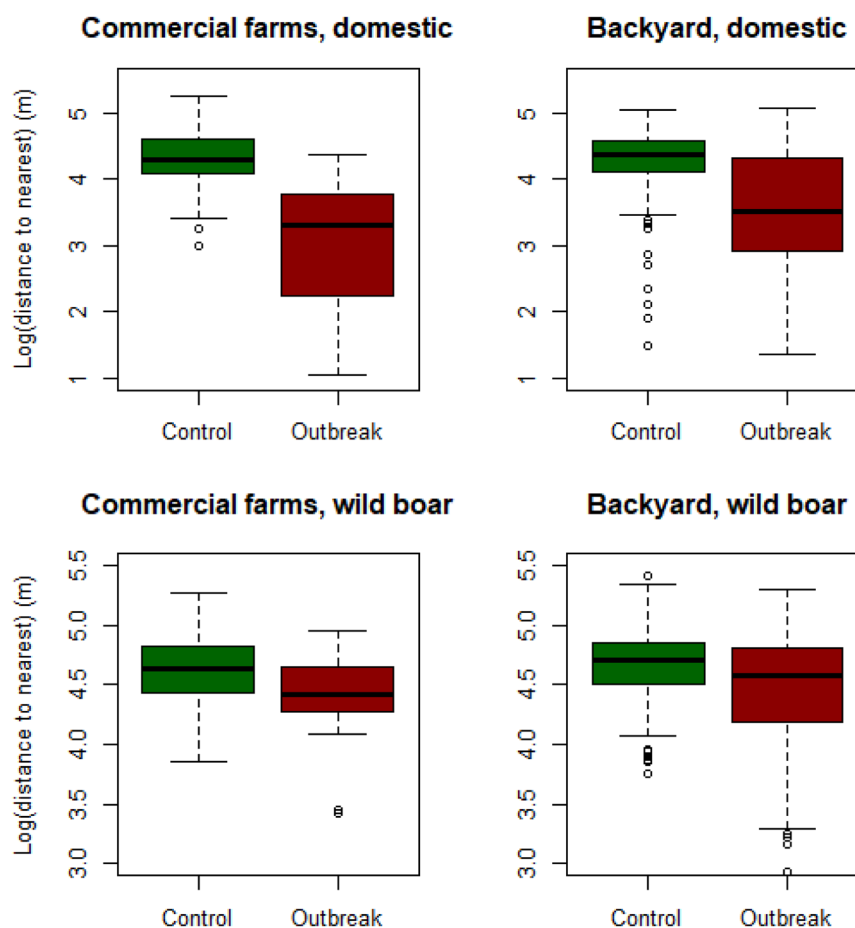 Commercial farms, domestic
Backyard, domestic
Log(distance to nearest) (m)
5
4
3
2
1
5
4
3
2
1
Control
Outbreak
Control
Outbreak
Commercial farms, wild boar
Backyard, wild boar
Log(distance to nearest) (m)
5.5
5.0
4.5
4.0
3.5
3.0
5.5
5.0
4.5
4.0
3.5
3.0
Control
Outbreak
Control
Outbreak